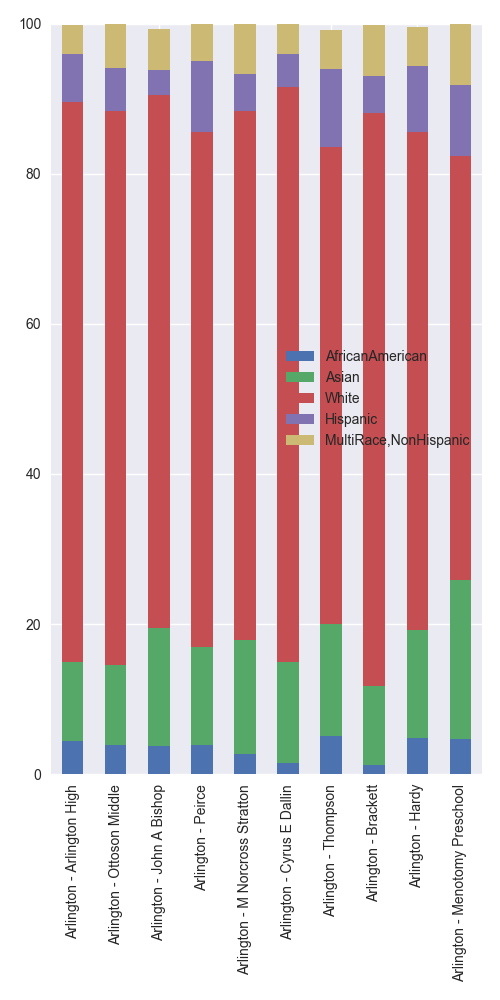 100
80
60
40
20
0
AfricanAmerican
Asian
White
Hispanic
MultiRace,NonHispanic
Arlington - Arlington High
Arlington - Ottoson Middle
Arlington - John A Bishop
Arlington - Peirce
Arlington - M Norcross Stratton
Arlington - Cyrus E Dallin
Arlington - Thompson
Arlington - Brackett
Arlington - Hardy
Arlington - Menotomy Preschool